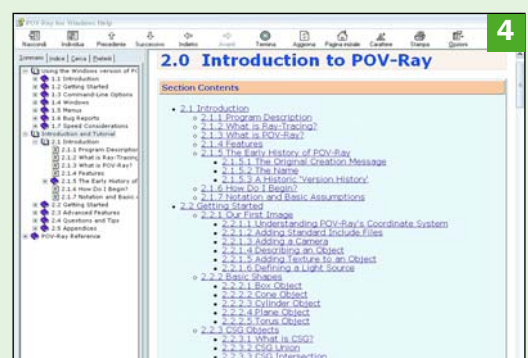 POV-Ray for Windows Help
4
Nascondi Individua Precedente Successivo Indietro Avanti Termina Aggiorna Pagina iniziale Carattere Stampa Opzioni
Sommario Indice Cerca Preferiti
Using the Windows version of PO
1.1 Introduction
1.2 Getting Started
1.3 Command-Line Options
1.4 Windows
1.5 Menus
1.6 Bug Reports
1.7 Speed Considerations
Introduction and Tutorial
2.1 Introduction
2.1.1 Program Description
2.1.2 What is Ray-Tracing
2.1.3 What is POV-Ray?
2.1.4 Features
2.1.5 The Early History of
2.1.6 How Do I Begin?
2.1.7 Notation and Basic
2.2 Getting Started
2.3 Advanced Features
2.4 Questions and Tips
2.5 Appendices
POV-Ray Reference
2.0 Introduction to POV-Ray
Section Contents
2.1 Introduction
2.1.1 Program Description
2.1.2 What is Ray-Tracing?
2.1.3 What is POV-Ray?
2.1.4 Features
2.1.5 The Early History of POV-Ray
2.1.5.1 The Original Creation Message
2.1.5.2 The Name
2.1.5.3 A Historic 'Version History'
2.1.6 How Do I Begin?
2.1.7 Notation and Basic Assumptions
2.2 Getting Started
2.2.1 Our First Image
2.2.1.1 Understanding POV-Ray's Coordinate System
2.2.1.2 Adding Standard Include Files
2.2.1.3 Adding a Camera
2.2.1.4 Describing an Object
2.2.1.5 Adding Texture to an Object
2.2.1.6 Defining a Light Source
2.2.2 Basic Shapes
2.2.2.1 Box Object
2.2.2.2 Cone Object
2.2.2.3 Cylinder Object
2.2.2.4 Plane Object
2.2.2.5 Torus Object
2.2.3 CSG Objects
2.2.3.1 What is CSG?
2.2.3.2 CSG Union
2.2.3.3 CSG Intersection